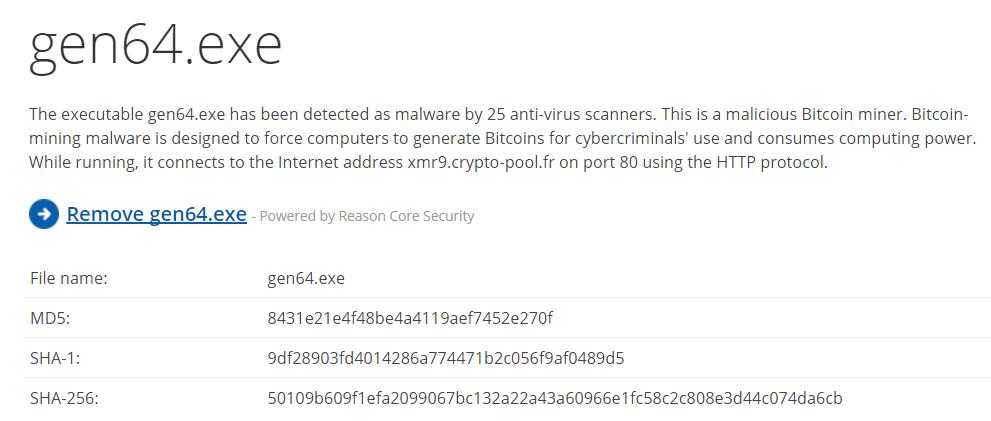 gen64.exe
The executable gen64.exe has been detected as malware by 25 anti-virus scanners. This is a malicious Bitcoin miner. Bitcoin-
mining malware is designed to force computers to generate Bitcoins for cybercriminals' use and consumes computing power.
While running, it connects to the Internet address xmr9.crypto-pool.fr on port 80 using the HTTP protocol.
Remove gen64.exe - Powered by Reason Core Security
File name: gen64.exe
MD5: 8431e21e4f48be4a4119aef7452e270f
SHA-1: 9df28903fd4014286a774471b2c056f9af0489d5
SHA-256: 50109b609f1efa2099067bc132a22a43a60966e1fc58c2c808e3d44c074da6cb